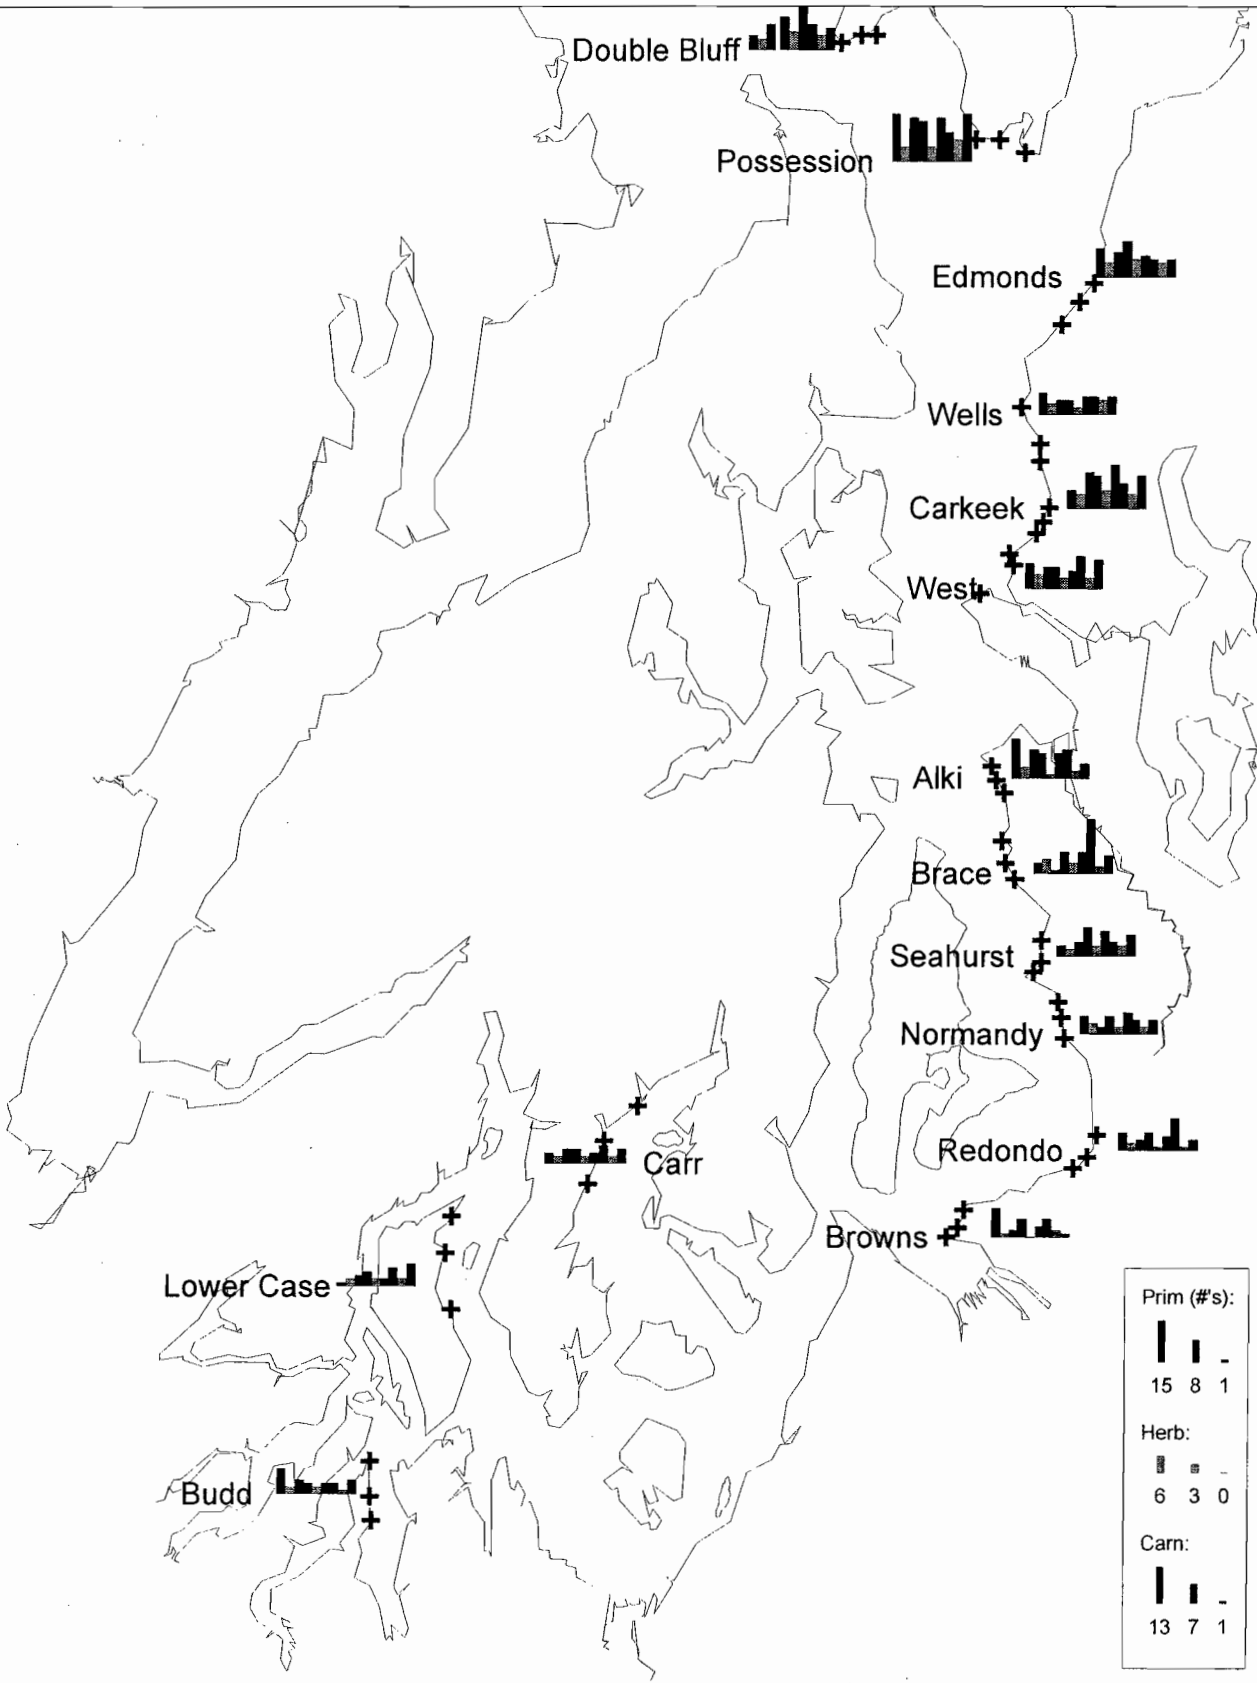 Double Bluff
Possession
Edmonds
Wells
Carkeek
West
Alki
Brace
Seahurst
Normandy
Redondo
Carr
Browns
Lower Case
Budd
Prim (#'s):
15 8 1
Herb:
6 3 0
Carn:
13 7 1